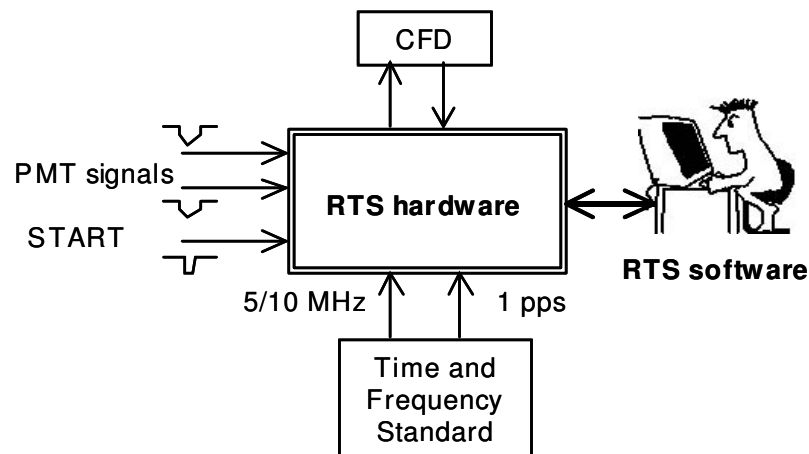 CFD
PMT signals
START
RTS hardware
RTS software
5/10 MHz
1 pps
Time and
Frequency
Standard